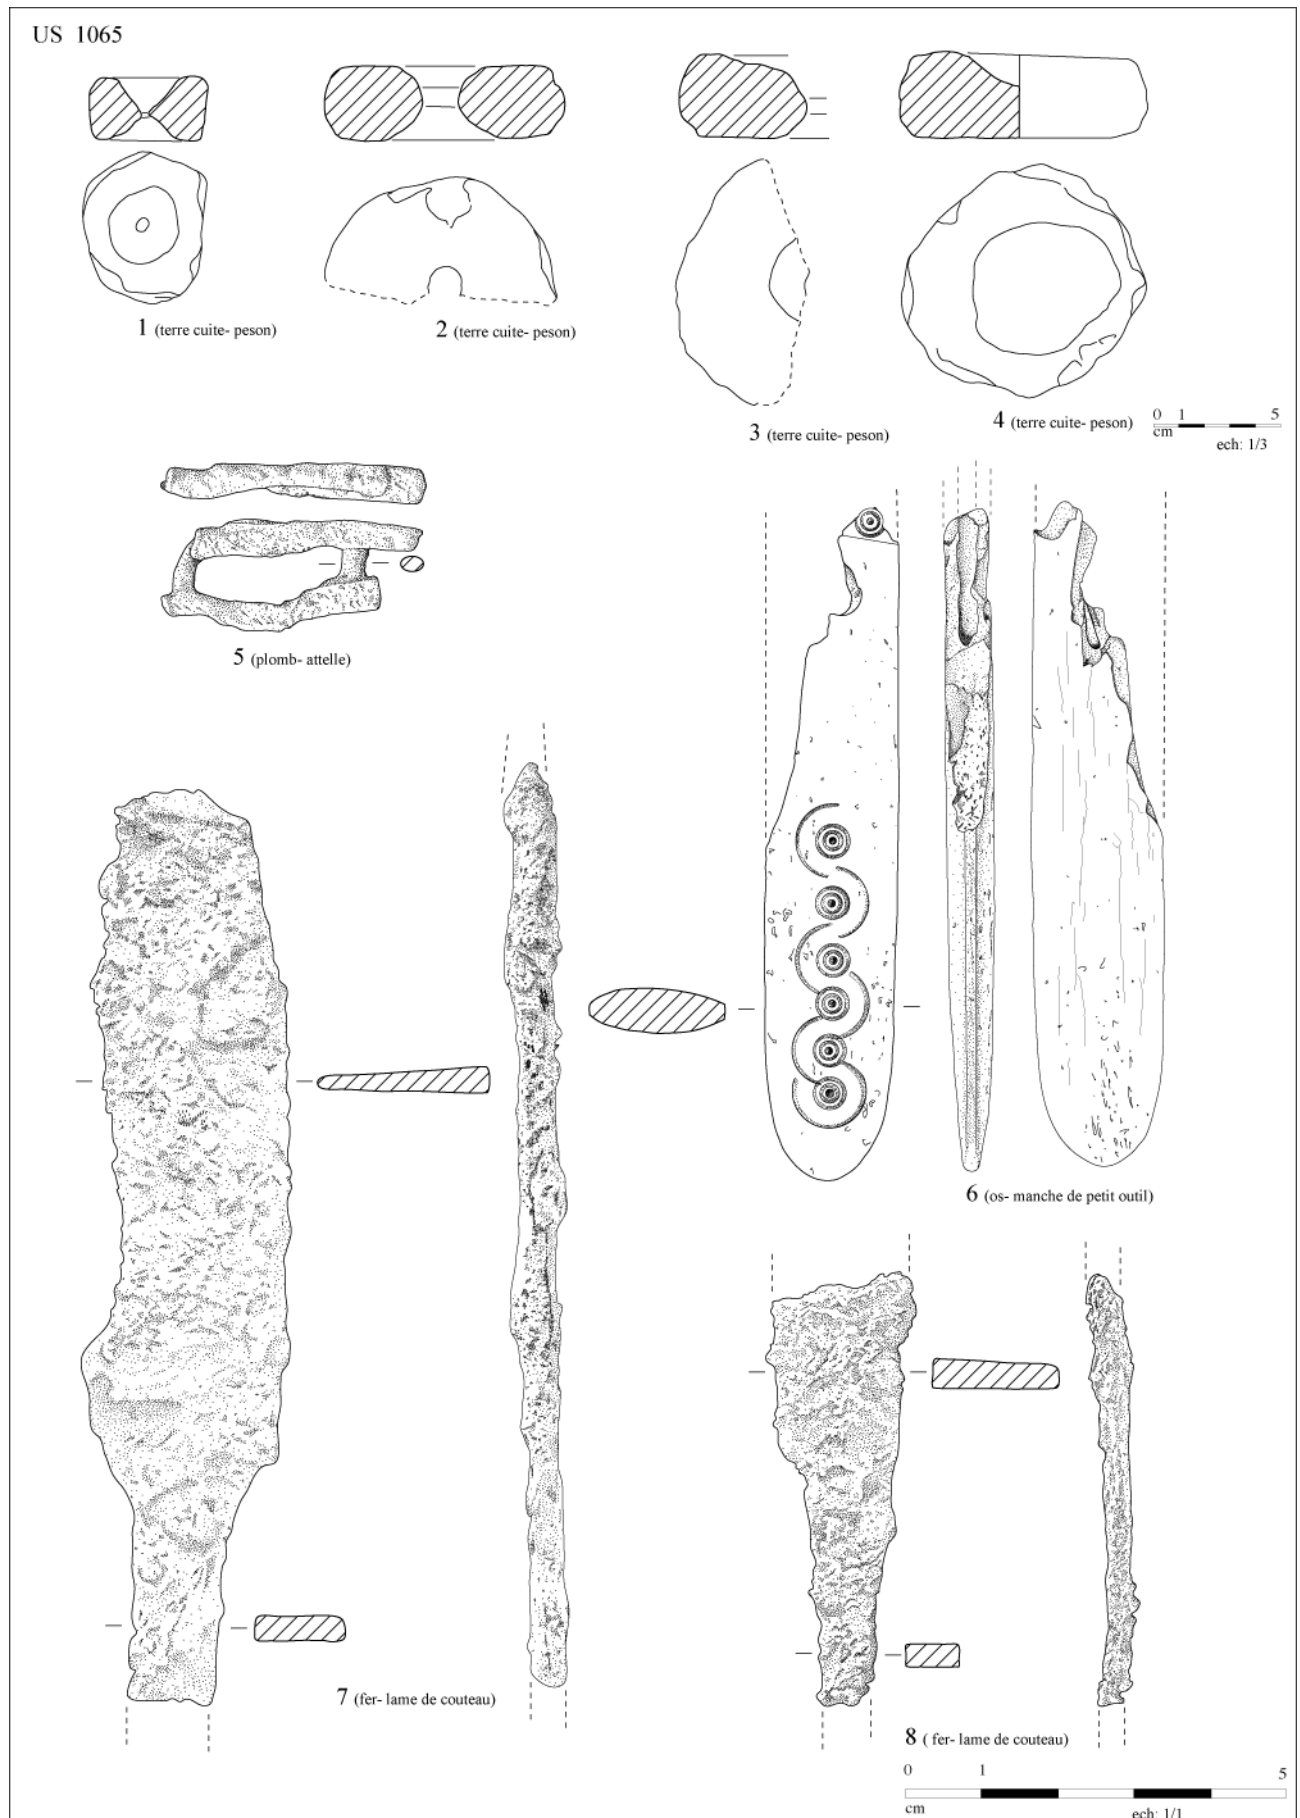 US 1065
1 (terre cuite- peson)
2 (terre cuite- peson)
3 (terre cuite- peson)
4 (terre cuite- peson)
0 1 5
cm
ech: 1/3
5 (plomb- attelle)
6 (os- manche de petit outil)
7 (fer- lame de couteau)
8 ( fer- lame de couteau)
0 1 5
cm
ech: 1/1